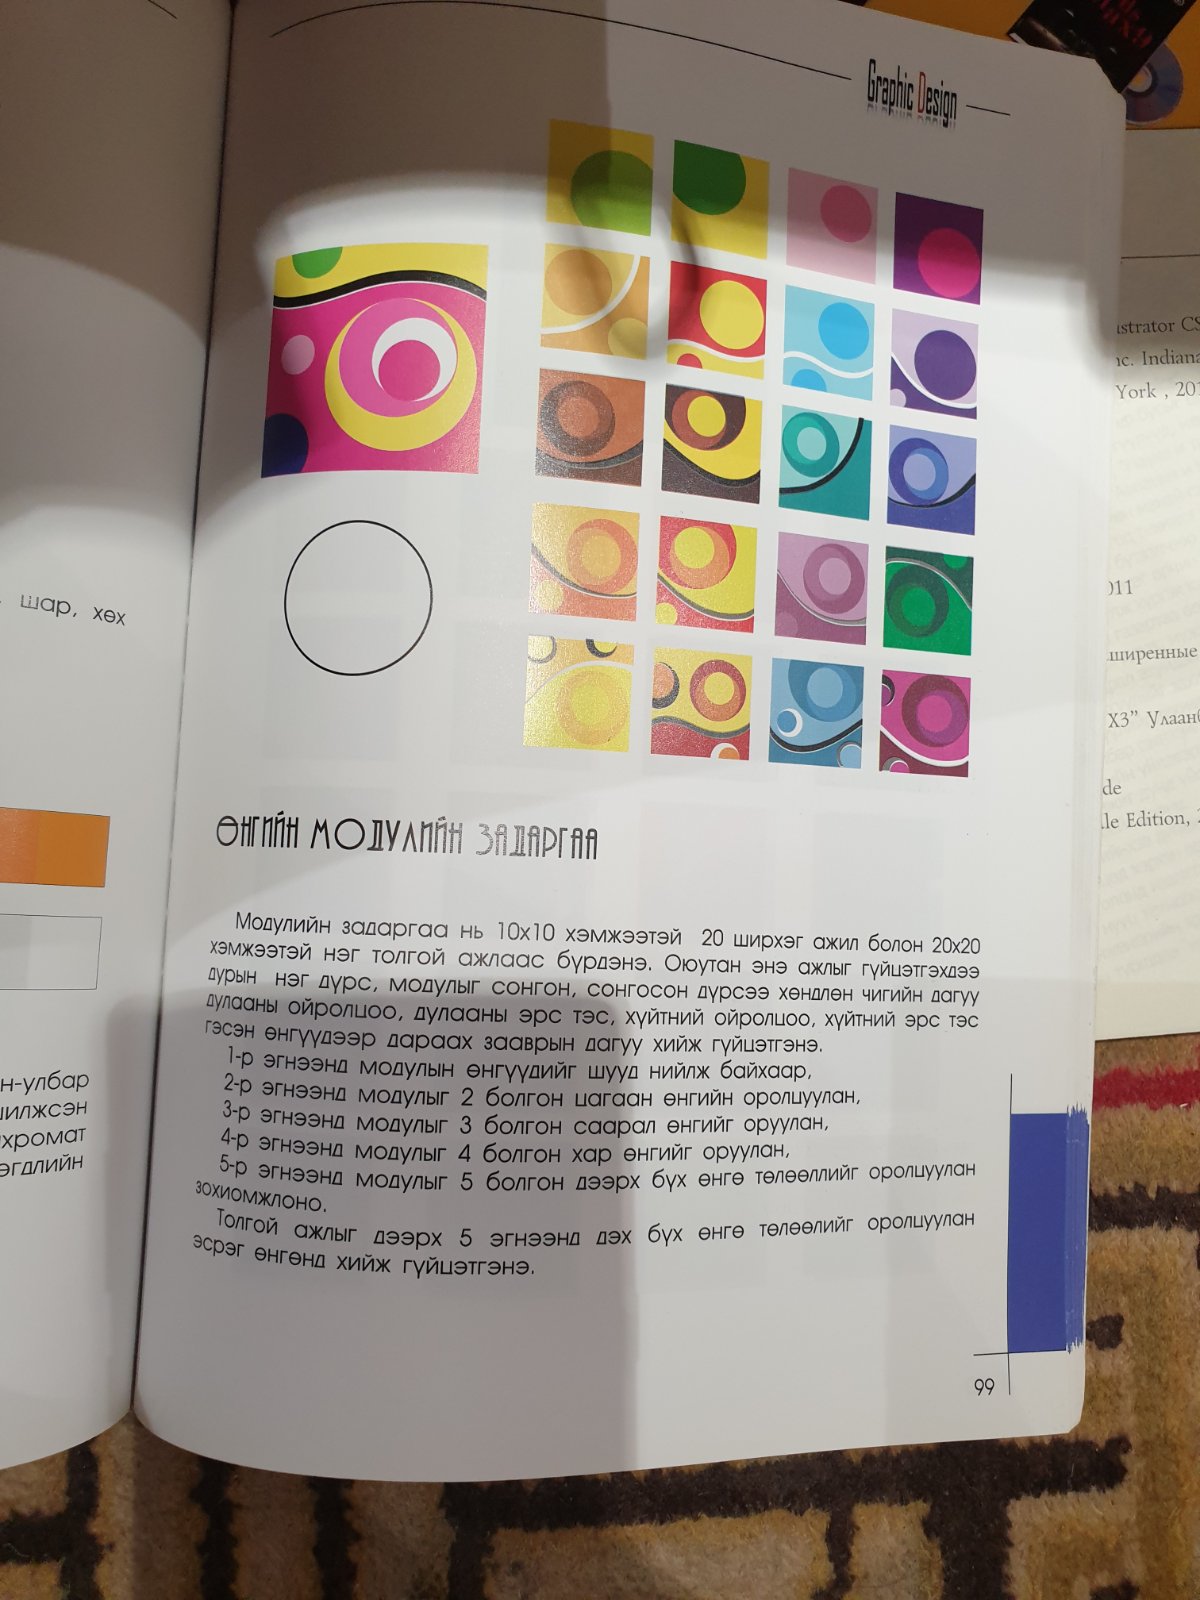 Graphic Design
шар, хөх
ӨНГИЙН МОДУЛИЙН ЗАДАРГАА
Модулийн задаргаа нь 10x10 хэмжээтэй 20 ширхэг ажил болон 20x20
хэмжээтэй нэг толгой ажлаас бүрдэнэ. Оюутан энэ ажлыг гүйцэтгэхдээ
дурын нэг дүрс, модулыг сонгон, сонгосон дүрсээ хөндлөн чигийн дагуу
дулааны ойролцоо, дулааны эрс тэс, хүйтний ойролцоо, хүйтний эрс тэс
гэсэн өнгүүдээр дараах зааврын дагуу хийж гүйцэтгэнэ.
1-р эгнээнд модулын өнгүүдийг шууд нийлж байхаар,
2-р эгнээнд модулыг 2 болгон цагаан өнгийн оролцуулан,
3-р эгнээнд модулыг 3 болгон саарал өнгийг оруулан,
4-р эгнээнд модулыг 4 болгон хар өнгийг оруулан,
5-р эгнээнд модулыг 5 болгон дээрх бүх өнгө төлөөллийг оролцуулан
зохиомжлоно.
Толгой ажлыг дээрх 5 эгнээнд дэх бүх өнгө төлөөлийг оролцуулан
эсрэг өнгөнд хийж гүйцэтгэнэ.
99
н-улбар
илжсэн
хромат
эгдлийн
ustrator CS
nc. Indiana
York , 201
011
ширенные
X3” Улаанб
de
le Edition, 2